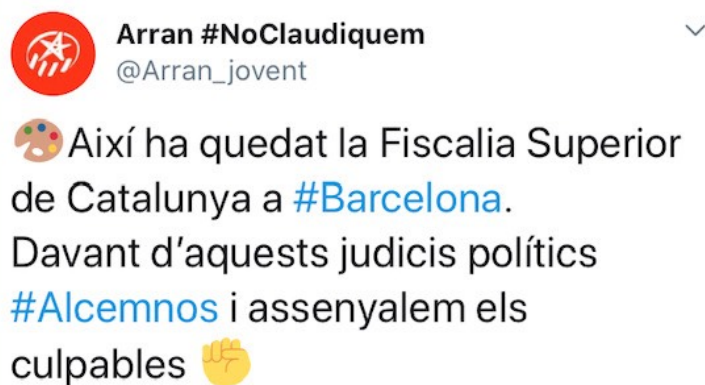 Arran #NoClaudiquem
@Arran_jovent
🎨Així ha quedat la Fiscalia Superior
de Catalunya a #Barcelona.
Davant d'aquests judicis polítics
#Alcemnos i assenyalem els
culpables ✊